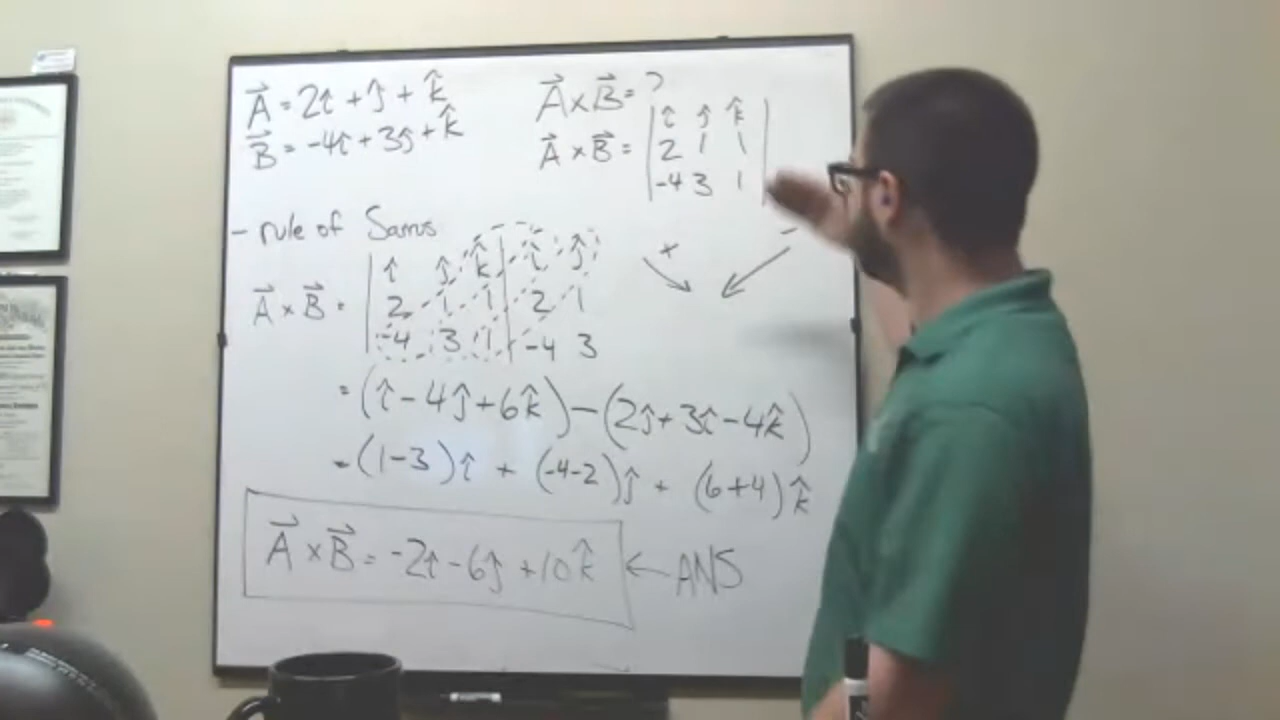 A⃗ = 2î + ĵ + k̂
B⃗ = -4î + 3ĵ + k̂
A⃗ x B⃗ = ?
A⃗ x B⃗ = | î ĵ k̂ |
| 2 1 1 |
| -4 3 1 |
- rule of Sarrus
+ -
A⃗ x B⃗ = | î ĵ k̂ | î ĵ
| 2 1 1 | 2 1
| -4 3 1 | -4 3
= (î - 4ĵ + 6k̂) - (2ĵ + 3î - 4k̂)
= (1-3)î + (-4-2)ĵ + (6+4)k̂
A⃗ x B⃗ = -2î - 6ĵ + 10k̂ ← ANS